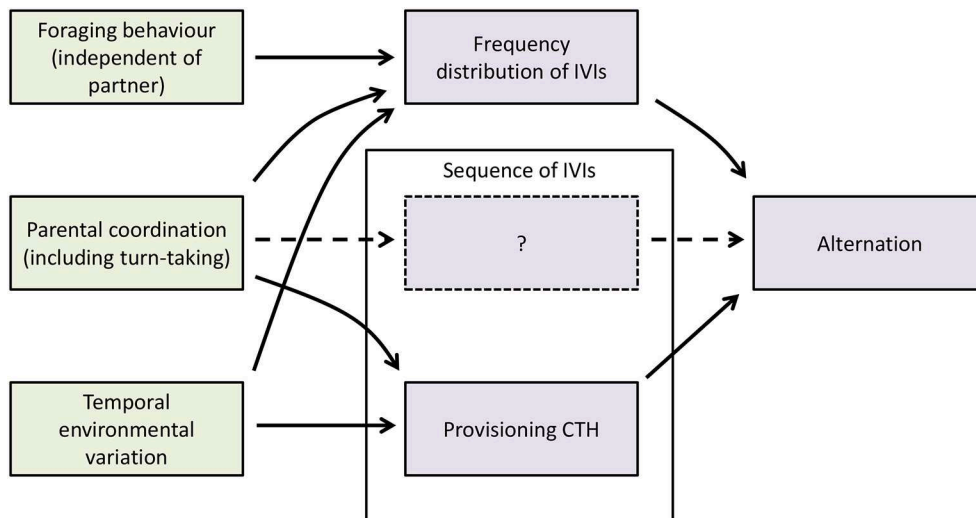 Foraging behaviour
(independent of
partner)
Frequency
distribution of IVIs
Sequence of IVIs
Parental coordination
(including turn-taking)
?
Alternation
Temporal
environmental
variation
Provisioning CTH